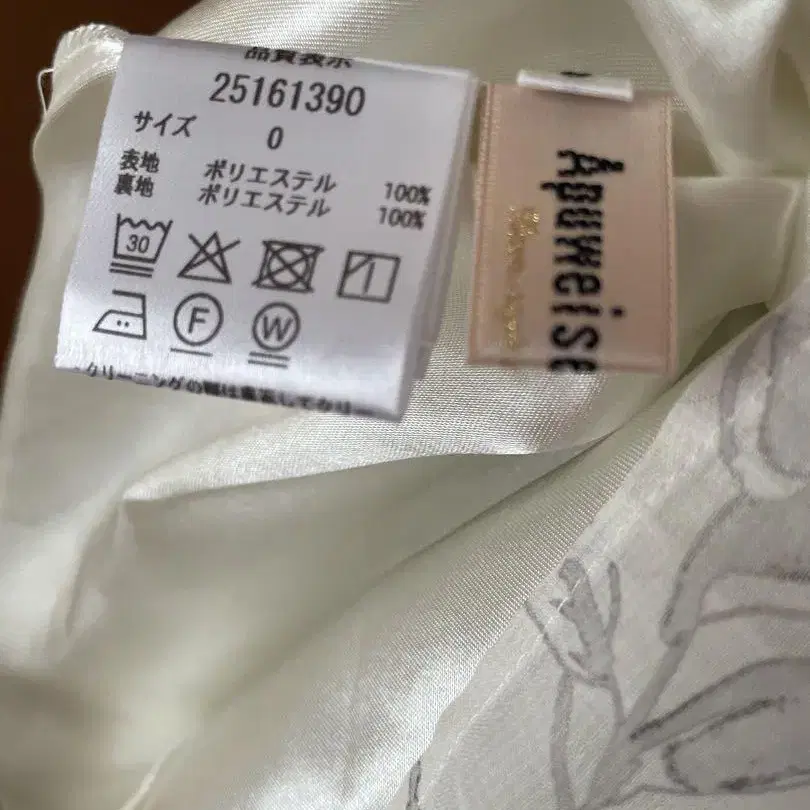 品質表示
25161390
サイズ
0
表地 ポリエステル 100%
裏地 ポリエステル 100%
30
F
W
Apuweise